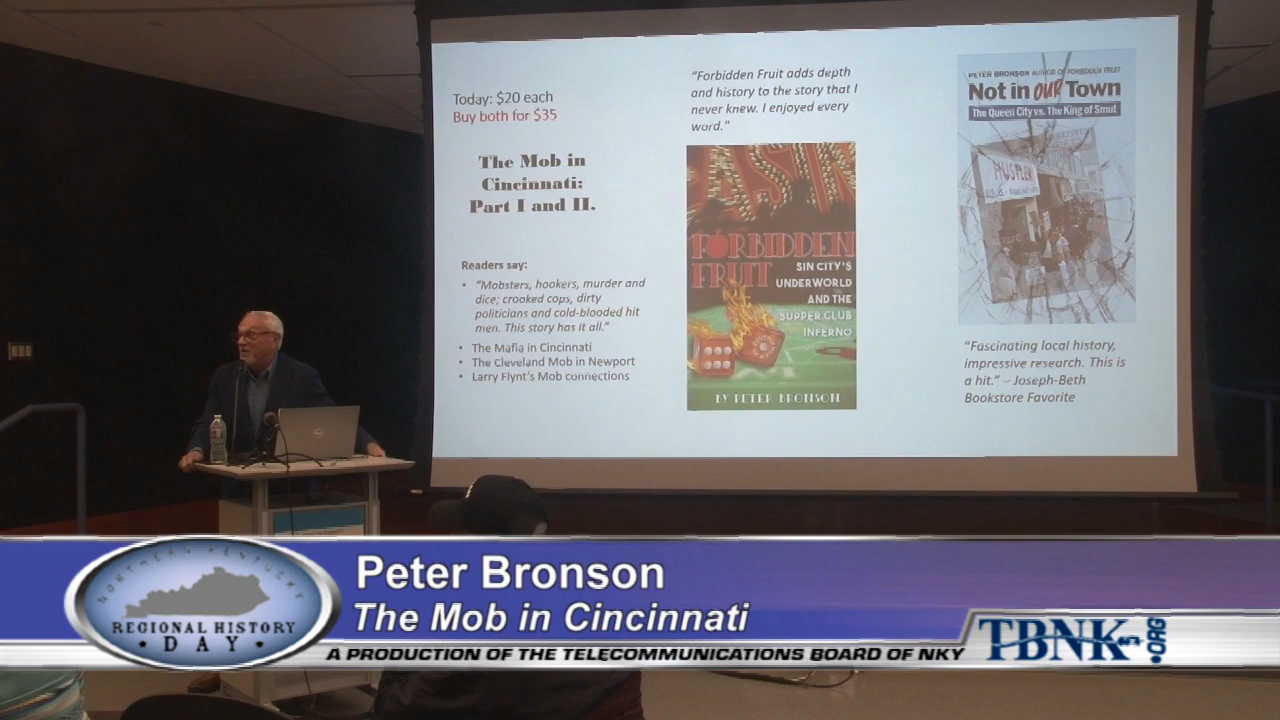 Today: $20 each
Buy both for $35
The Mob in
Cincinnati:
Part I and II.
Readers say:
• "Mobsters, hookers, murder and
dice; crooked cops, dirty
politicians and cold-blooded hit
men. This story has it all."
• The Mafia in Cincinnati
• The Cleveland Mob in Newport
• Larry Flynt's Mob connections
"Forbidden Fruit adds depth
and history to the story that I
never knew. I enjoyed every
word."
ASIN
FORBIDDEN
FRUIT
SIN CITY'S
UNDERWORLD
AND THE
SUPPER CLUB
INFERNO
BY PETER BRONSON
PETER BRONSON AUTHOR OF FORBIDDEN FRUIT
Not in OUR Town
The Queen City vs. The King of Smut
HUSTLER
"Fascinating local history,
impressive research. This is
a hit." – Joseph-Beth
Bookstore Favorite
DELL
NORTHERN KENTUCKY
REGIONAL HISTORY
• DAY •
Peter Bronson
The Mob in Cincinnati
A PRODUCTION OF THE TELECOMMUNICATIONS BOARD OF NKY
TBNK.ORG